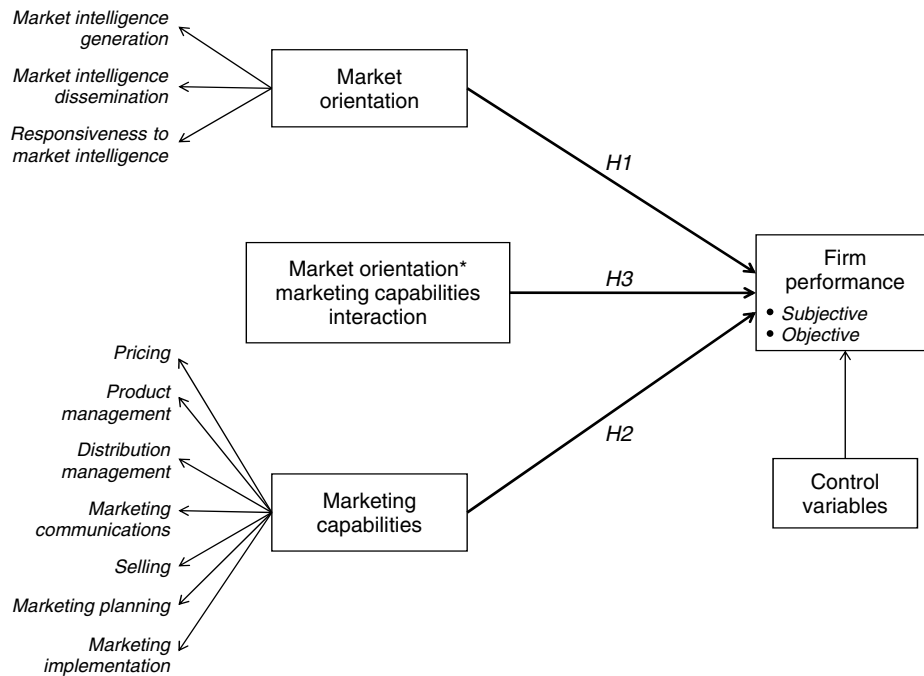 Market intelligence
generation
Market intelligence
dissemination
Responsiveness to
market intelligence
Market
orientation
H1
Market orientation*
marketing capabilities
interaction
H3
Firm
performance
• Subjective
• Objective
Pricing
Product
management
Distribution
management
Marketing
communications
Selling
Marketing planning
Marketing
implementation
Marketing
capabilities
H2
Control
variables